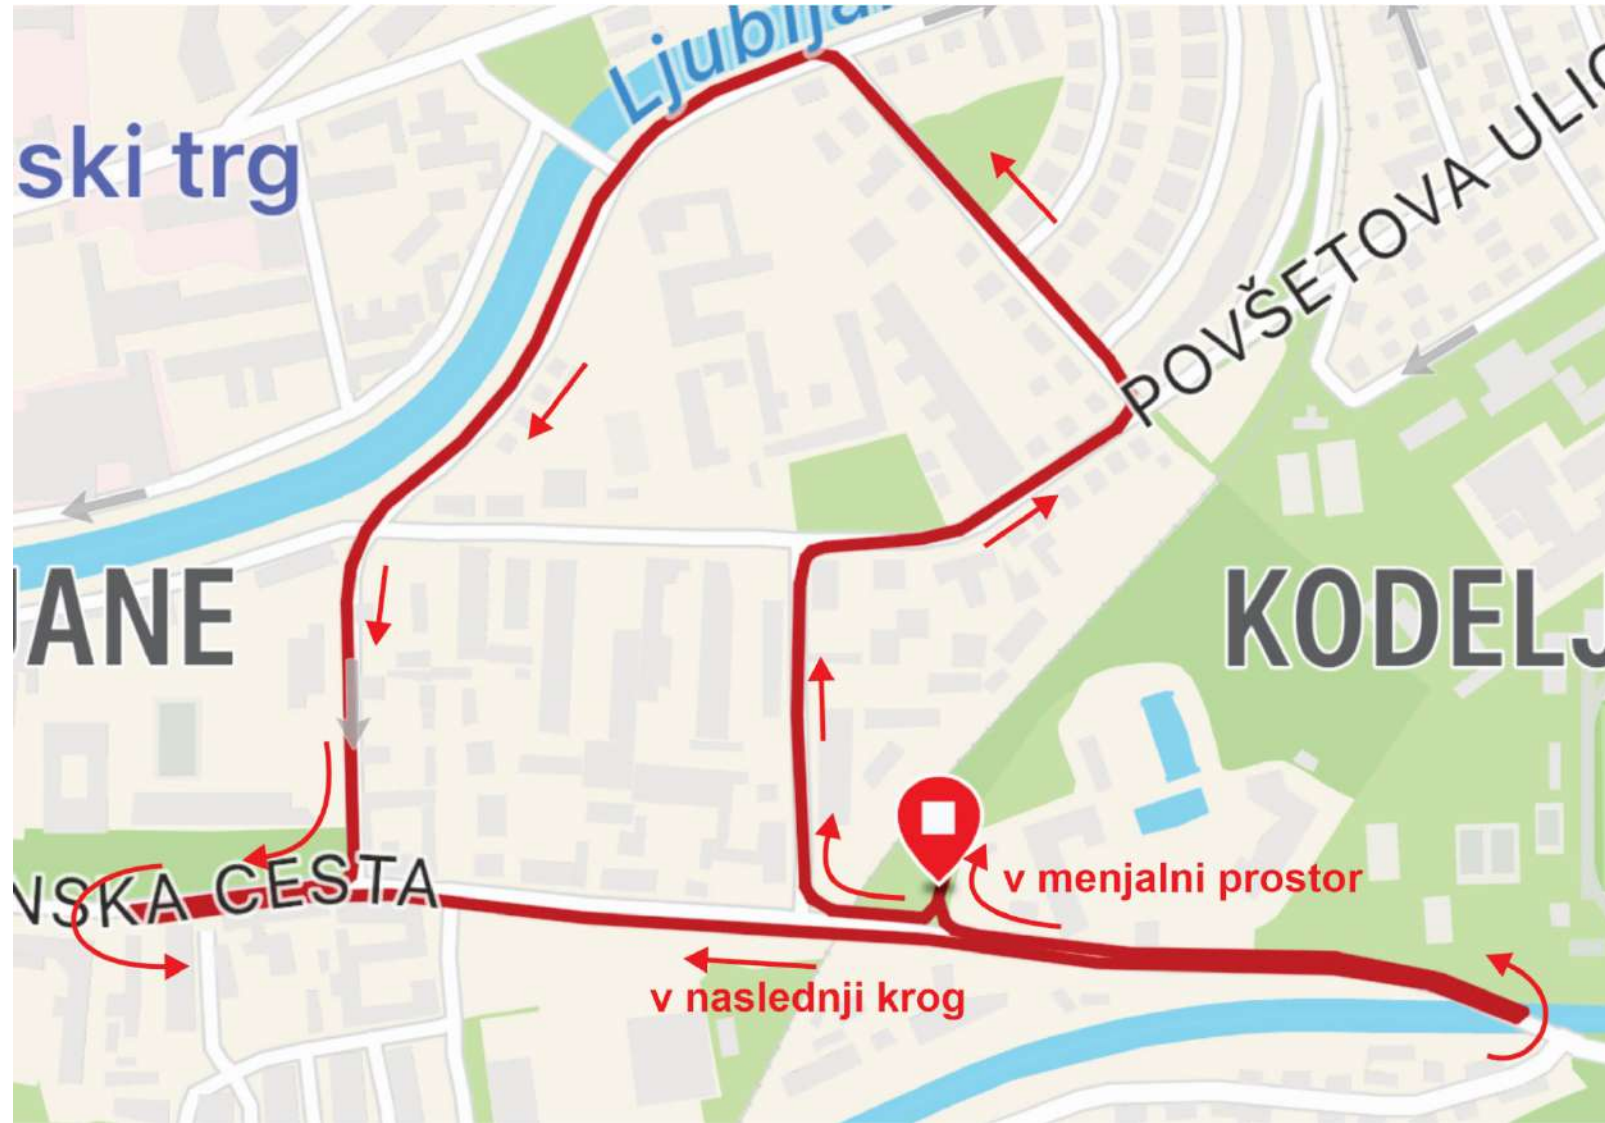 Ljublja
ski trg
POVŠETOVA ULIC
JANE
KODELJ
NSKA CESTA
v menjalni prostor
v naslednji krog